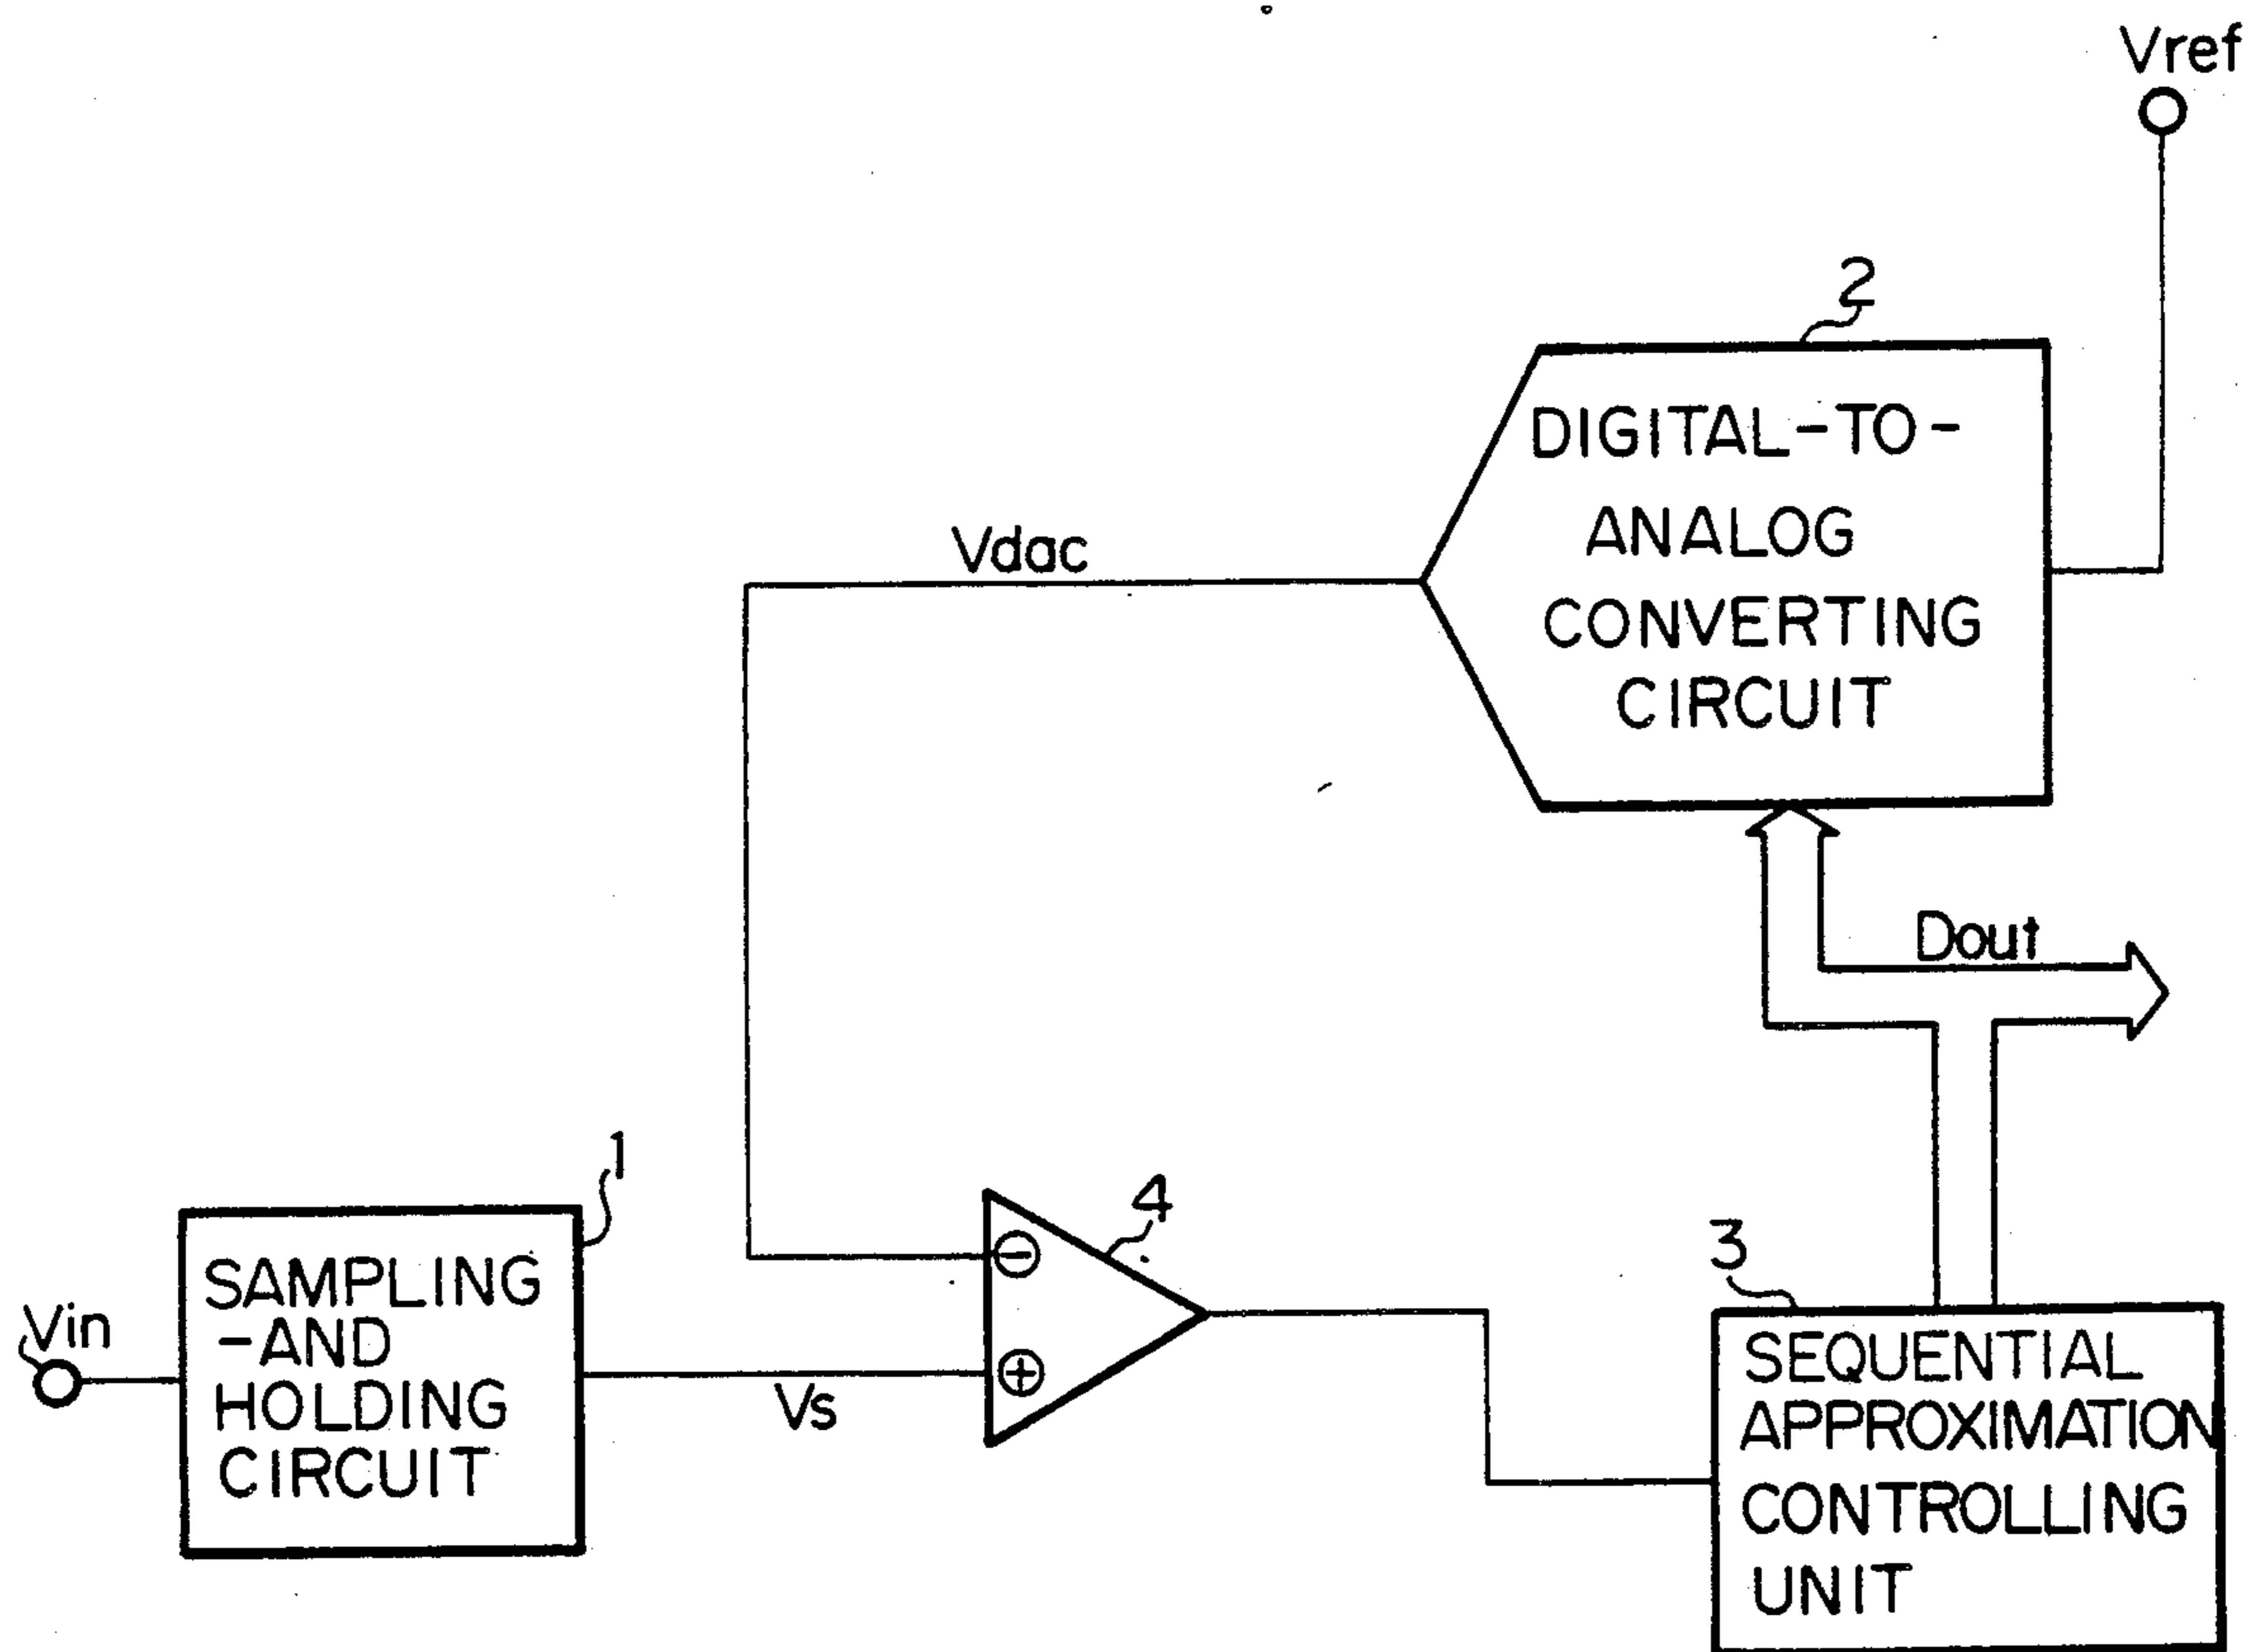 Vref
2
DIGITAL-TO-
ANALOG
CONVERTING
CIRCUIT
Vdac
Dout
1
4
3
Vin
SAMPLING
-AND
HOLDING
CIRCUIT
Vs
SEQUENTIAL
APPROXIMATION
CONTROLLING
UNIT